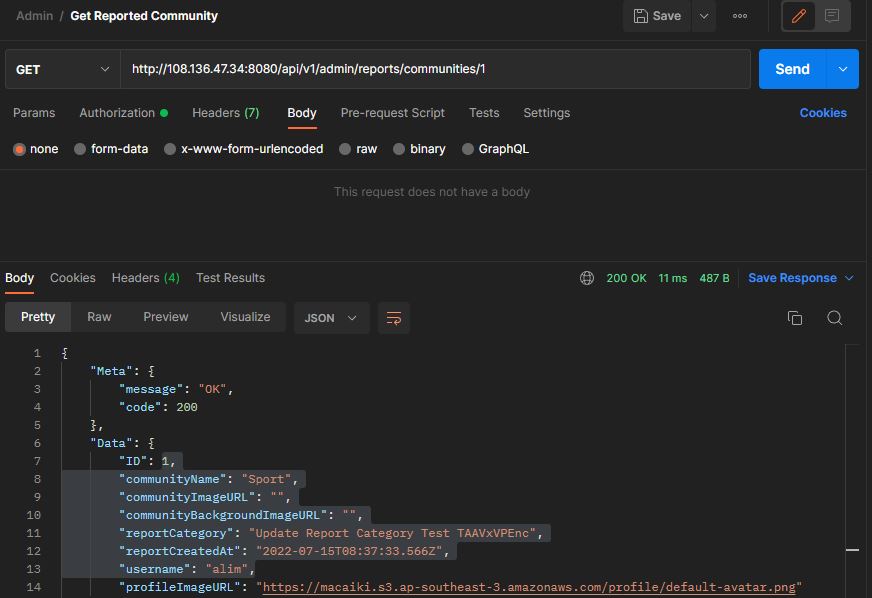 Admin / Get Reported Community
Save
GET http://108.136.47.34:8080/api/v1/admin/reports/communities/1 Send
Params Authorization Headers (7) Body Pre-request Script Tests Settings Cookies
none form-data x-www-form-urlencoded raw binary GraphQL
This request does not have a body
Body Cookies Headers (4) Test Results 200 OK 11 ms 487 B Save Response
Pretty Raw Preview Visualize JSON
1 {
2 "Meta": {
3 "message": "OK",
4 "code": 200
5 },
6 "Data": {
7 "ID": 1,
8 "communityName": "Sport",
9 "communityImageURL": "",
10 "communityBackgroundImageURL": "",
11 "reportCategory": "Update Report Category Test TAAVxVPEnc",
12 "reportCreatedAt": "2022-07-15T08:37:33.566Z",
13 "username": "alim",
14 "profileImageURL": "https://macaiki.s3.ap-southeast-3.amazonaws.com/profile/default-avatar.png"